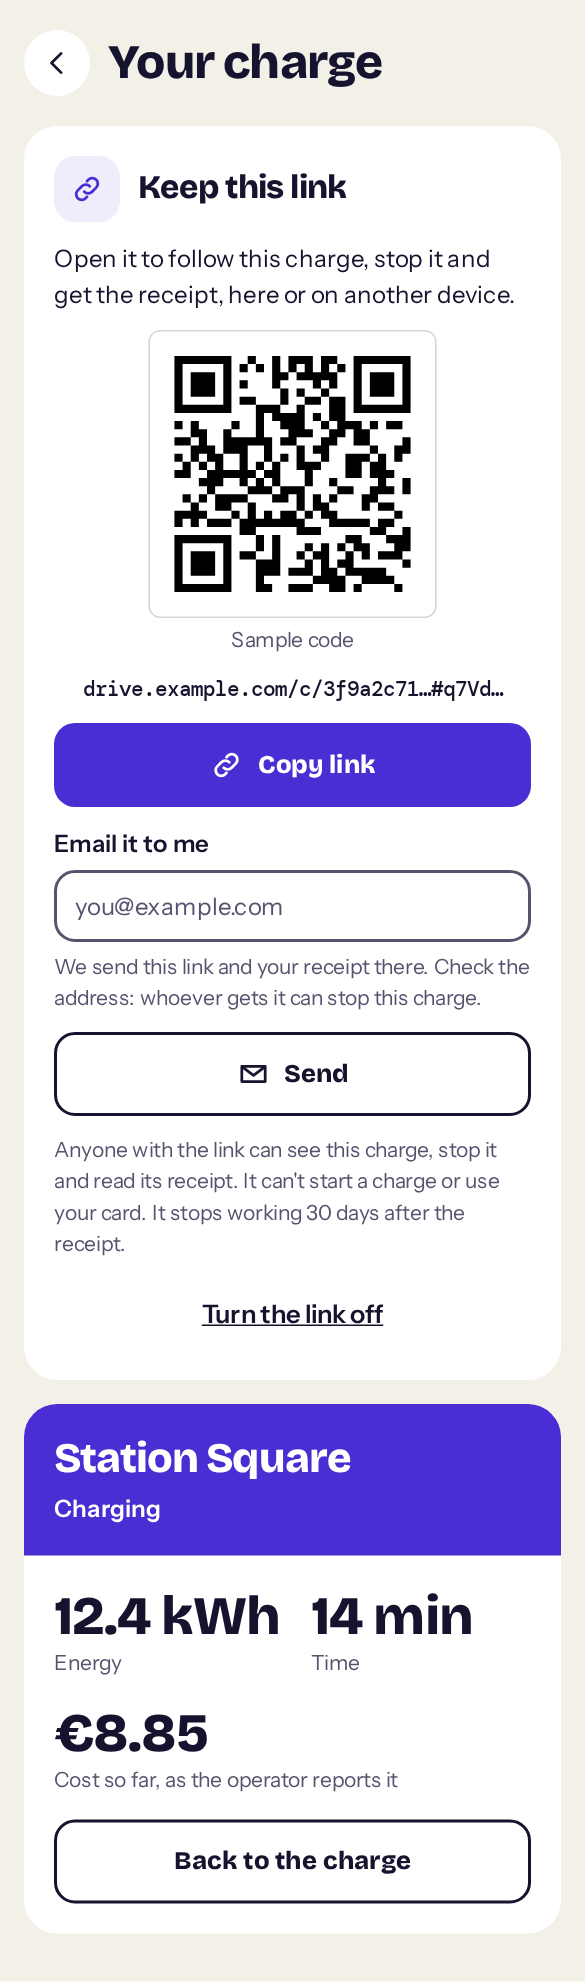 Your charge
Keep this link
Open it to follow this charge, stop it and
get the receipt, here or on another device.
Sample code
drive.example.com/c/3f9a2c71…#q7Vd…
Copy link
Email it to me
you@example.com
We send this link and your receipt there. Check the
address: whoever gets it can stop this charge.
Send
Anyone with the link can see this charge, stop it
and read its receipt. It can't start a charge or use
your card. It stops working 30 days after the
receipt.
Turn the link off
Station Square
Charging
12.4 kWh 14 min
Energy Time
€8.85
Cost so far, as the operator reports it
Back to the charge